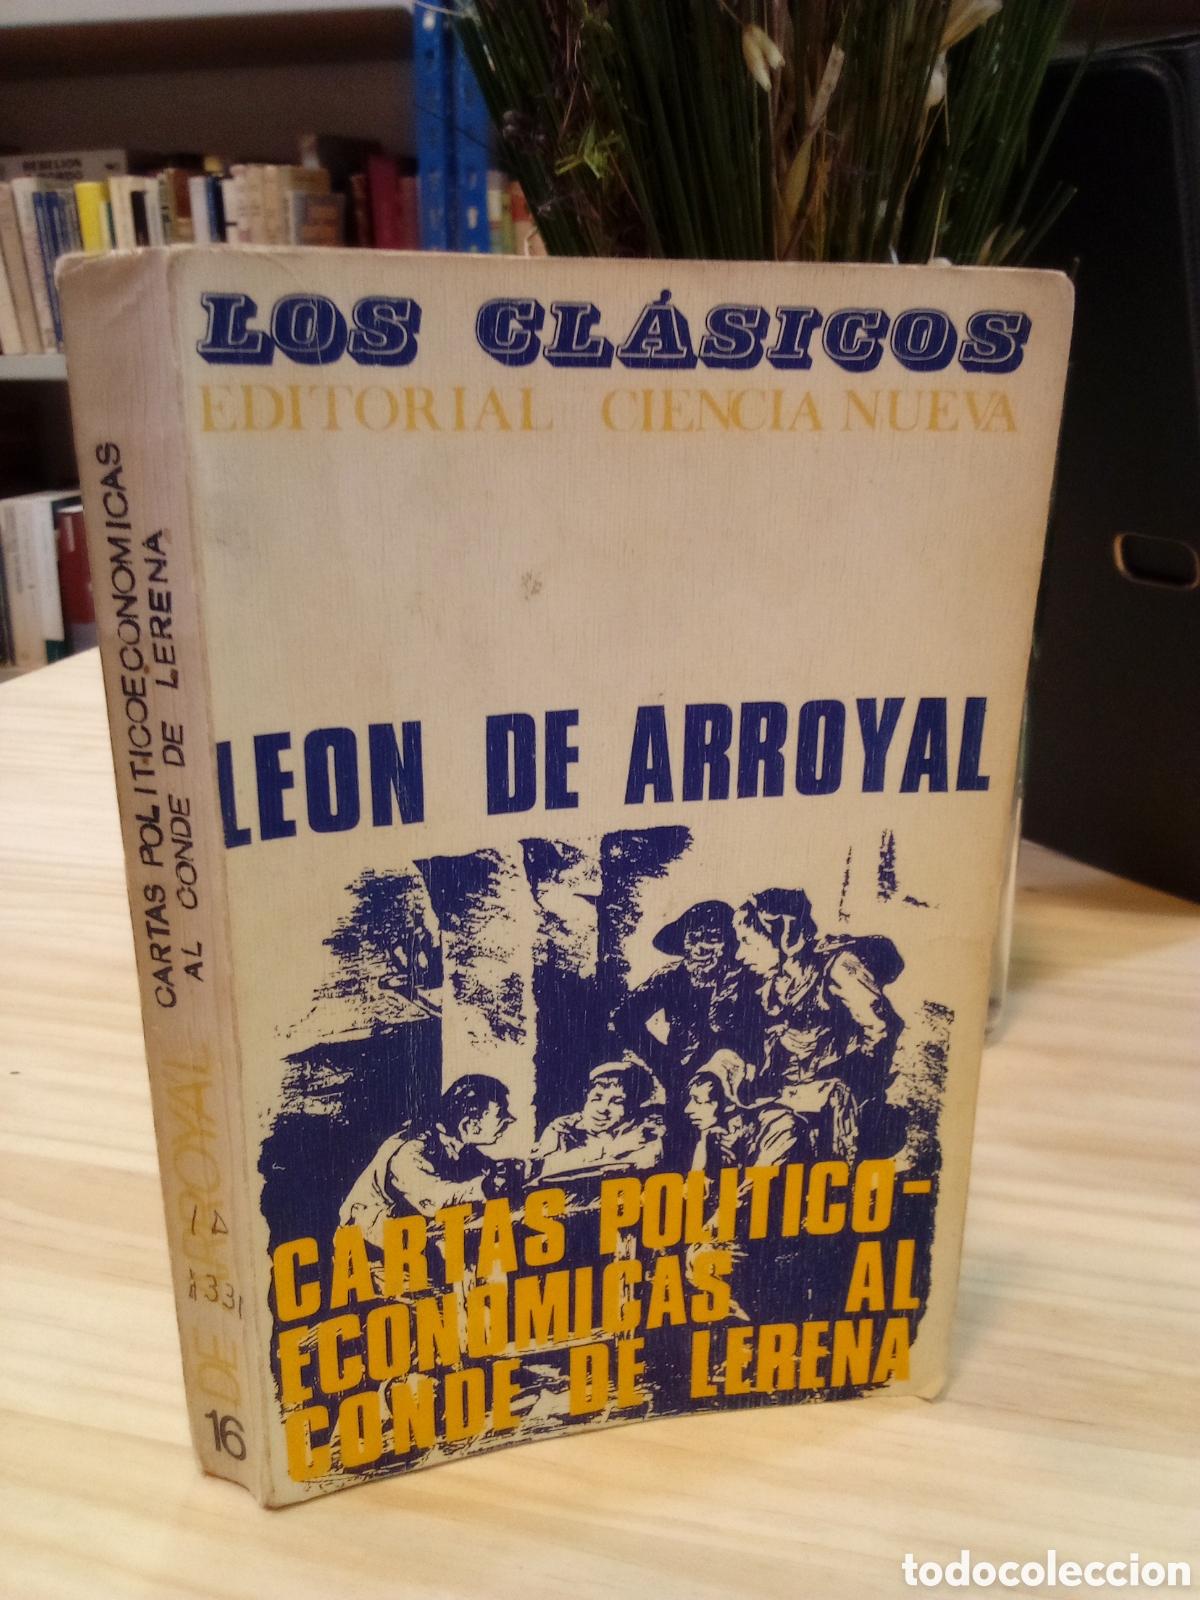 REBELION
LOS CLÁSICOS
EDITORIAL CIENCIA NUEVA
LEON DE ARROYAL
CARTAS POLITICO-
ECONOMICAS AL
CONDE DE LERENA
CARTAS POLITICOECONOMICAS
AL CONDE DE LERENA
DE ARROYAL
16
todocoleccion